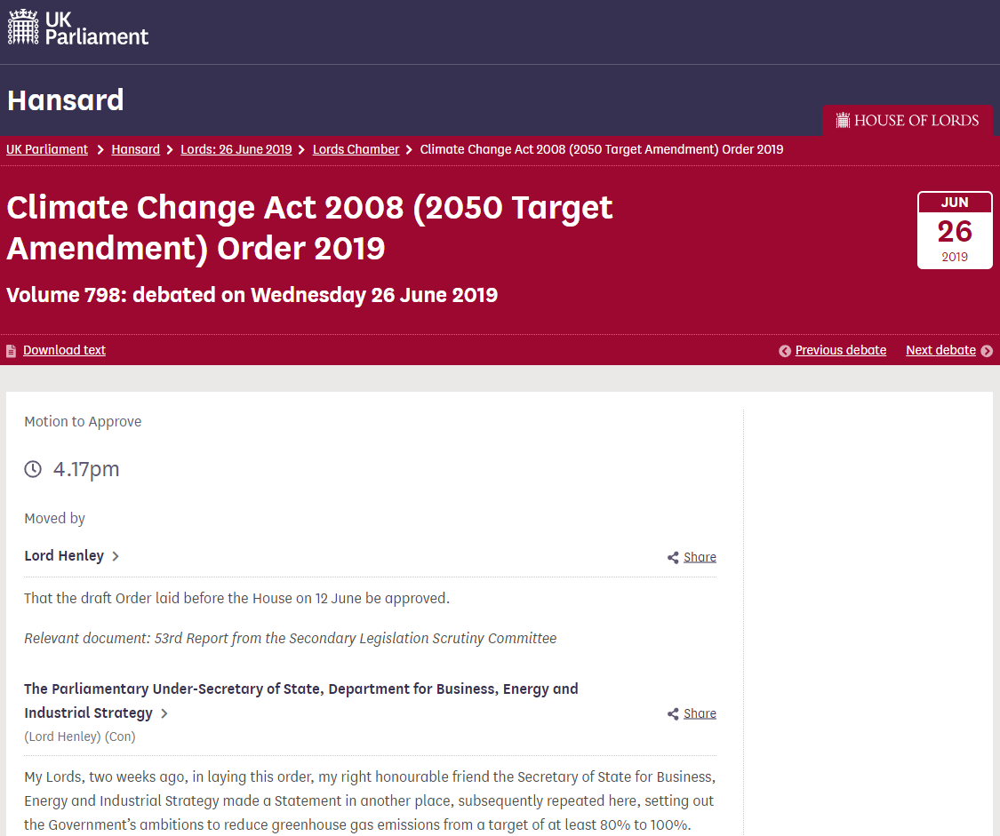 UK
Parliament
Hansard
HOUSE OF LORDS
UK Parliament > Hansard > Lords: 26 June 2019 > Lords Chamber > Climate Change Act 2008 (2050 Target Amendment) Order 2019
Climate Change Act 2008 (2050 Target
Amendment) Order 2019
JUN
26
2019
Volume 798: debated on Wednesday 26 June 2019
Download text
Previous debate Next debate
Motion to Approve
4.17pm
Moved by
Lord Henley >
Share
That the draft Order laid before the House on 12 June be approved.
Relevant document: 53rd Report from the Secondary Legislation Scrutiny Committee
The Parliamentary Under-Secretary of State, Department for Business, Energy and
Industrial Strategy >
Share
(Lord Henley) (Con)
My Lords, two weeks ago, in laying this order, my right honourable friend the Secretary of State for Business,
Energy and Industrial Strategy made a Statement in another place, subsequently repeated here, setting out
the Government’s ambitions to reduce greenhouse gas emissions from a target of at least 80% to 100%.